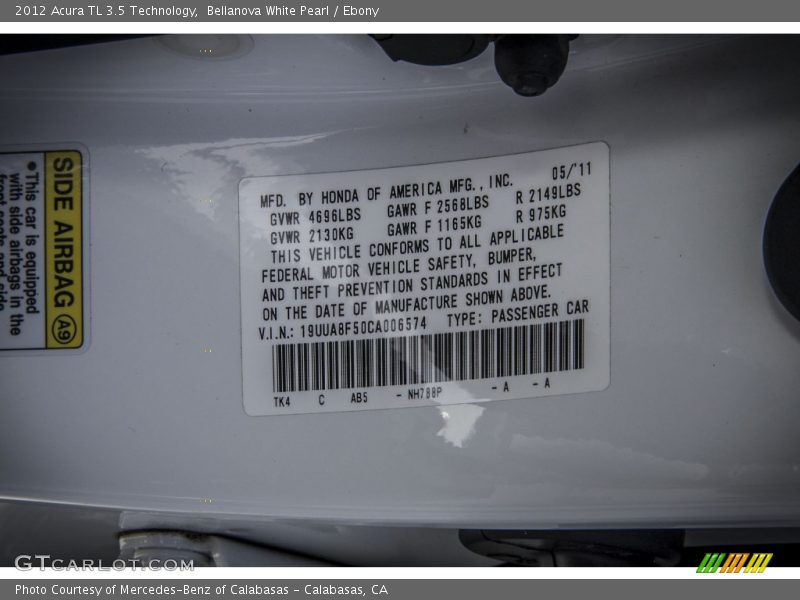 2012 Acura TL 3.5 Technology,  Bellanova White Pearl / Ebony
SIDE AIRBAG A9
•This car is equipped
with side airbags in the
front seats and side
MFD. BY HONDA OF AMERICA MFG., INC. 05/'11
GVWR 4696LBS GAWR F 2568LBS R 2149LBS
GVWR 2130KG GAWR F 1165KG R 975KG
THIS VEHICLE CONFORMS TO ALL APPLICABLE
FEDERAL MOTOR VEHICLE SAFETY, BUMPER,
AND THEFT PREVENTION STANDARDS IN EFFECT
ON THE DATE OF MANUFACTURE SHOWN ABOVE.
V.I.N.: 19UUA8F50CA006574 TYPE: PASSENGER CAR
TK4 C AB5 - NH788P - A - A
GTCARLOT.COM
Photo Courtesy of Mercedes-Benz of Calabasas - Calabasas, CA